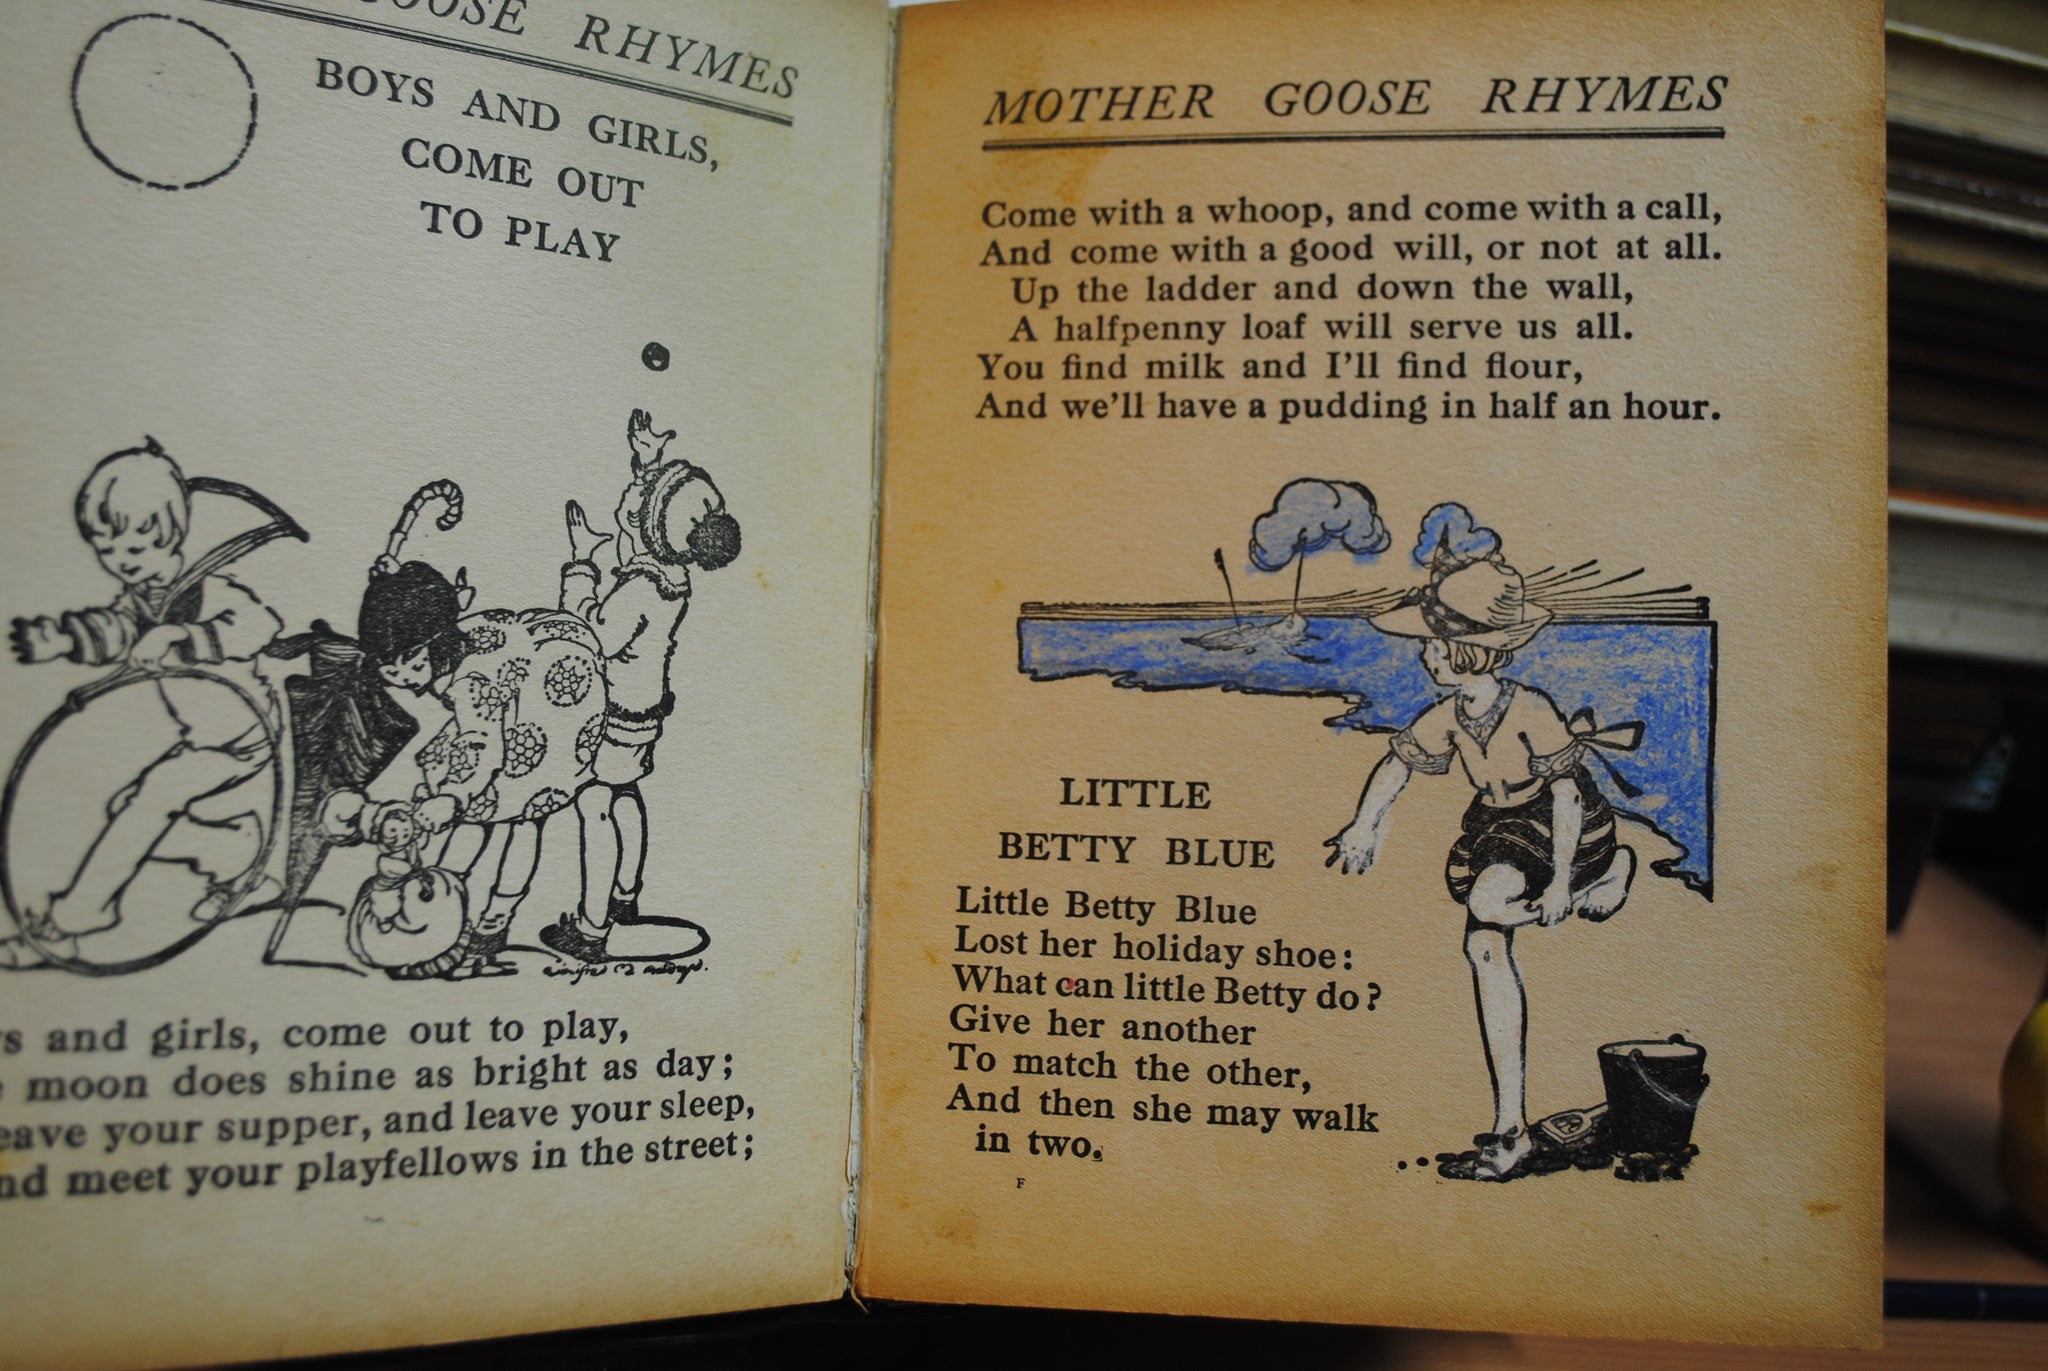 GOOSE RHYMES
BOYS AND GIRLS,
COME OUT
TO PLAY
and girls, come out to play,
moon does shine as bright as day;
your supper, and leave your sleep,
meet your playfellows in the street;
MOTHER GOOSE RHYMES
Come with a whoop, and come with a call,
And come with a good will, or not at all.
Up the ladder and down the wall,
A halfpenny loaf will serve us all.
You find milk and I'll find flour,
And we'll have a pudding in half an hour.
LITTLE
BETTY BLUE
Little Betty Blue
Lost her holiday shoe:
What can little Betty do?
Give her another
To match the other,
And then she may walk
in two.
F